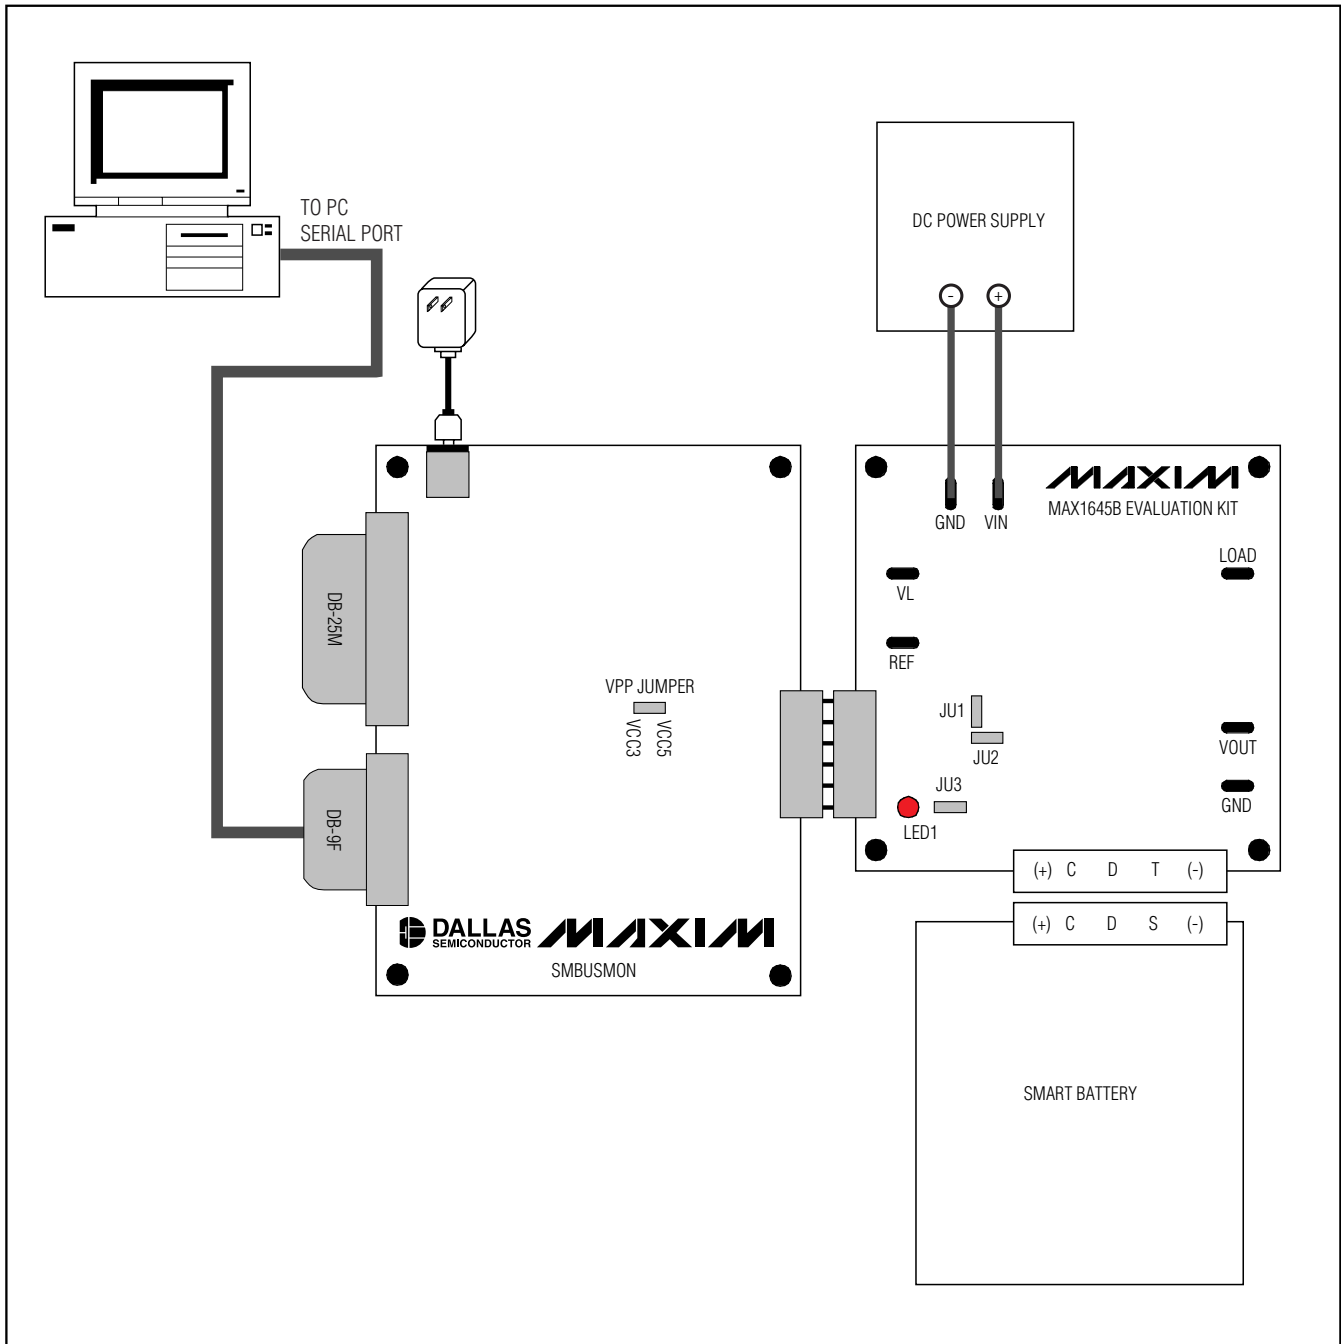 TO PC
SERIAL PORT
DC POWER SUPPLY
-
+
GND
VIN
MAXIM
MAX1645B EVALUATION KIT
LOAD
VL
REF
DB-25M
VPP JUMPER
VCC3
VCC5
JU1
JU2
JU3
LED1
VOUT
GND
DB-9F
(+) C D T (-)
(+) C D S (-)
DALLAS
SEMICONDUCTOR
MAXIM
SMBUSMON
SMART BATTERY